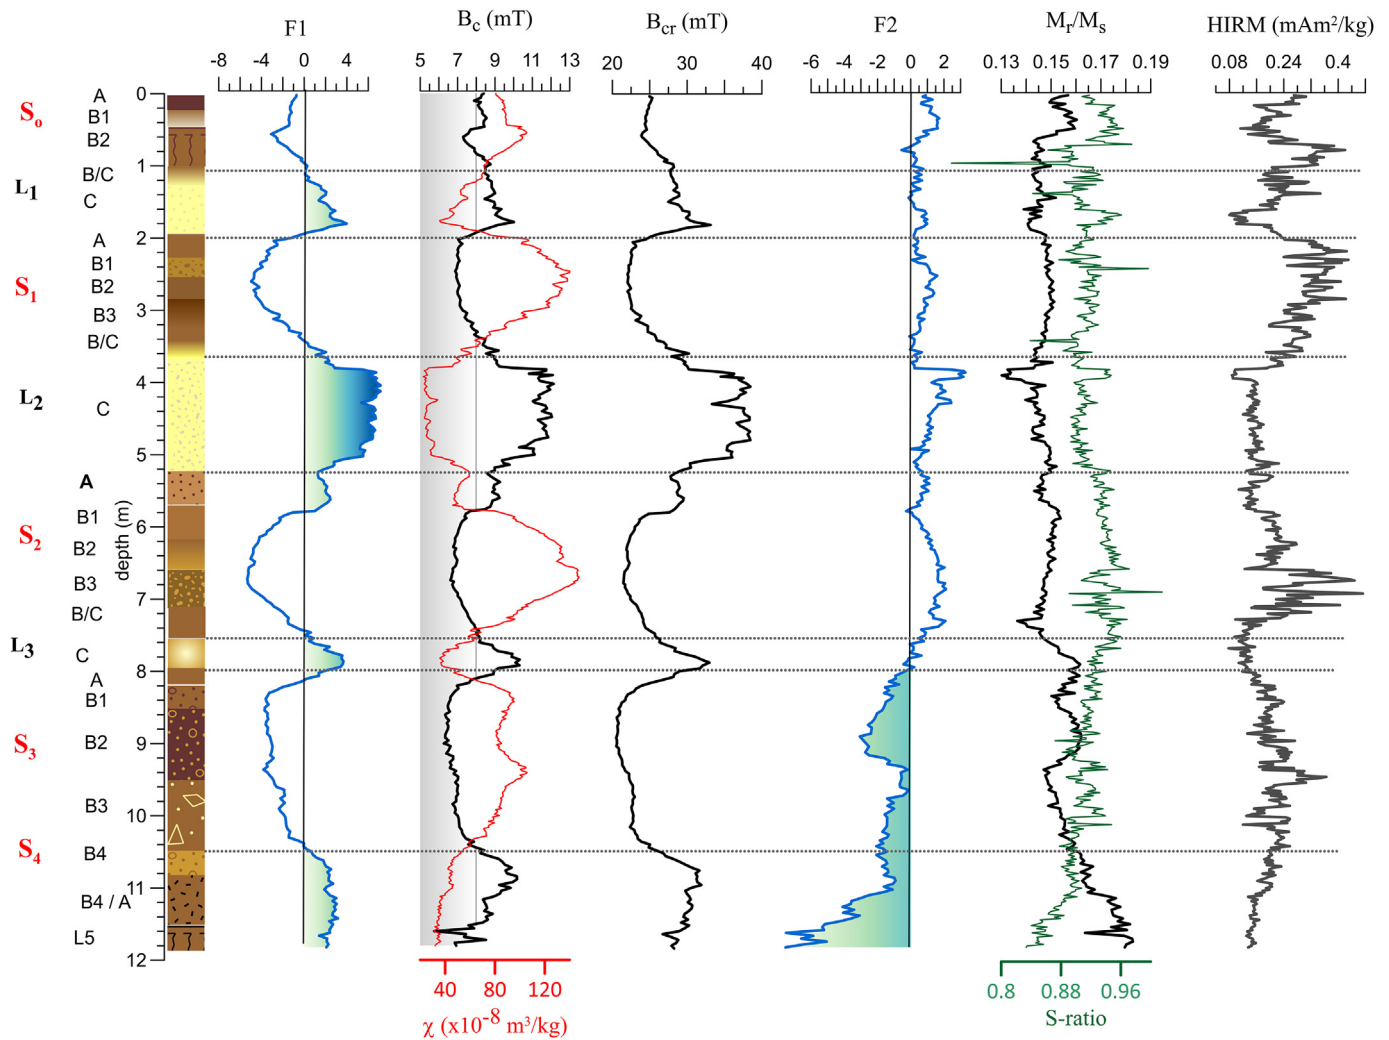 F1 B_c (mT) B_cr (mT) F2 M_r/M_s HIRM (mAm²/kg)
-8 -4 0 4 5 7 9 11 13 20 30 40 -6 -4 -2 0 2 0.13 0.15 0.17 0.19 0.08 0.24 0.4
S_o
L_1
S_1
L_2
S_2
L_3
S_3
S_4
A
B1
B2
B/C
C
A
B1
B2
B3
B/C
C
A
B1
B2
B3
B/C
C
A
B1
B2
B3
B4
B4 / A
L5
depth (m)
0
1
2
3
4
5
6
7
8
9
10
11
12
40 80 120
χ (x10⁻⁸ m³/kg)
0.8 0.88 0.96
S-ratio